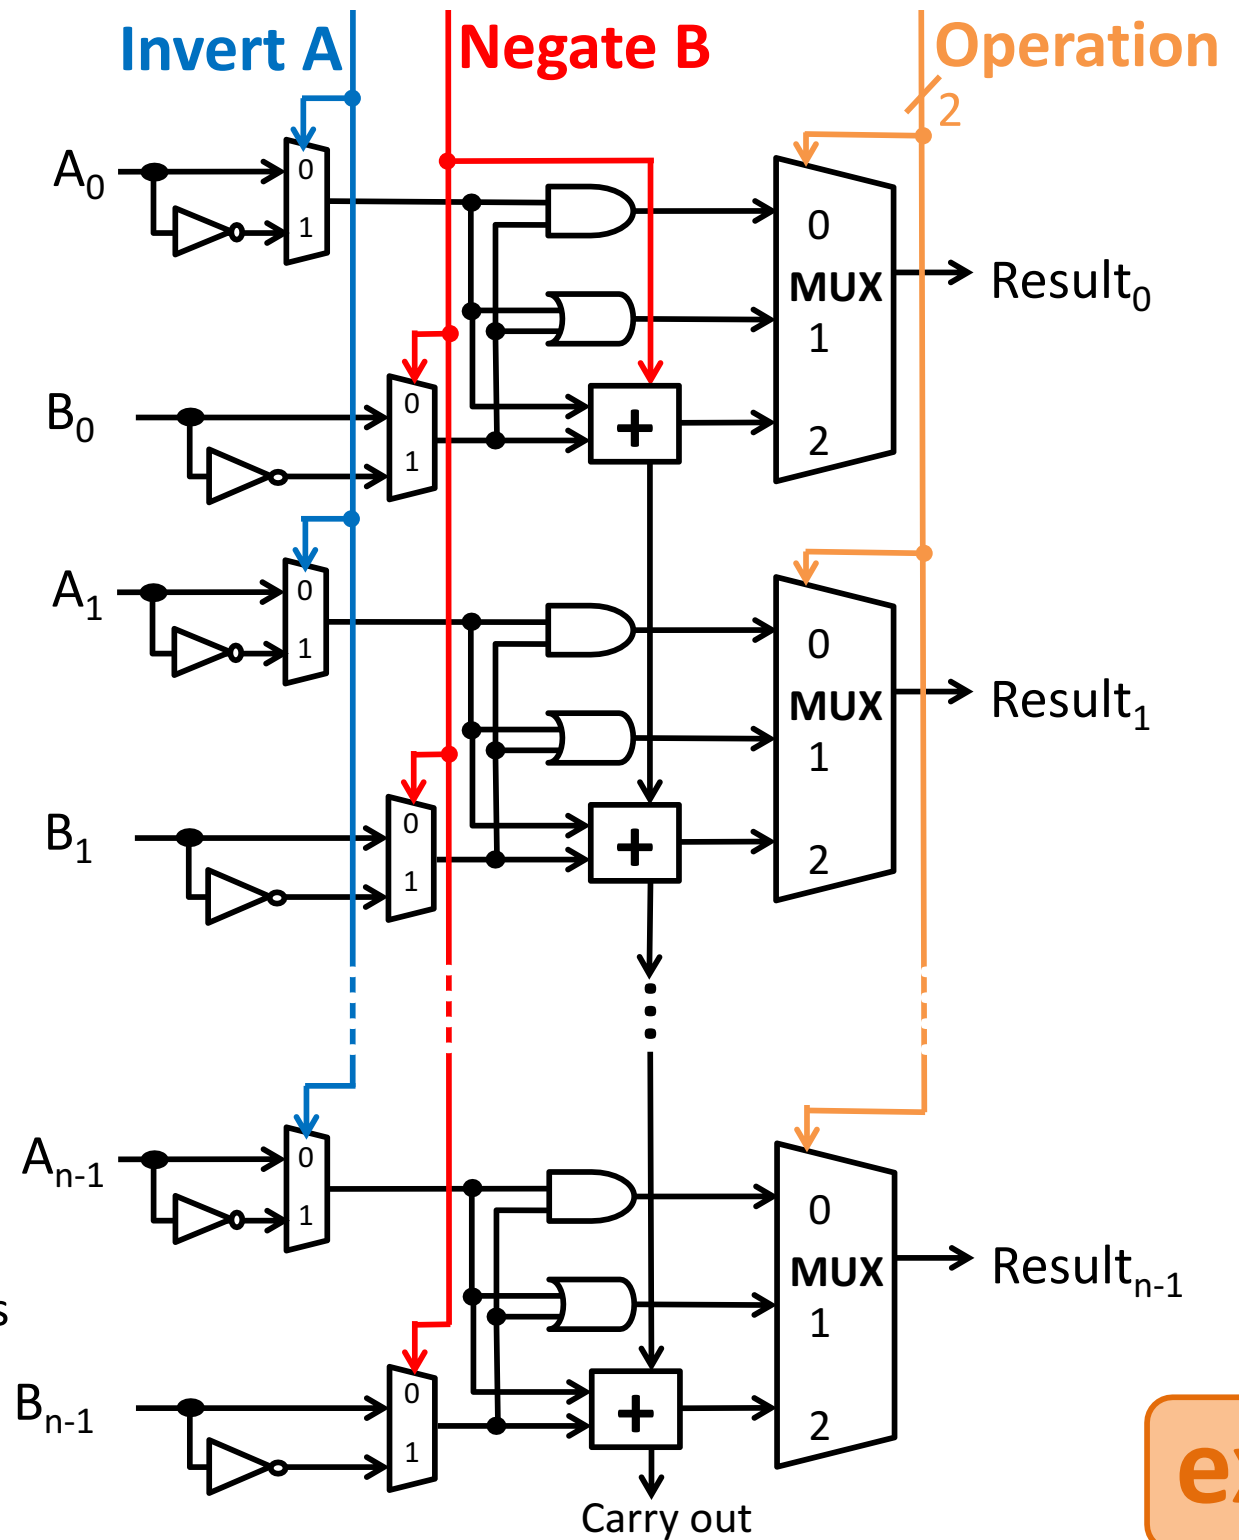 Invert A Negate B Operation
2
A0
0
1
0
MUX
1
2
Result0
B0
0
1
+
A1
0
1
0
MUX
1
2
Result1
B1
0
1
+
An-1
0
1
0
MUX
1
2
Resultn-1
s
Bn-1
0
1
+
Carry out